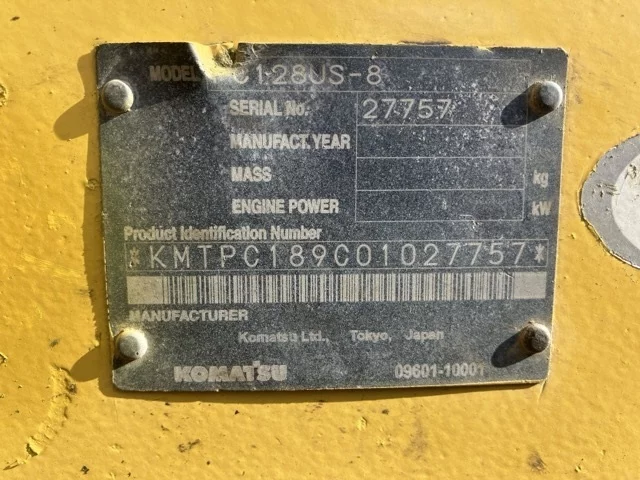 MODEL C128US-8
SERIAL No. 27757
MANUFACT. YEAR
MASS kg
ENGINE POWER kW
Product Identification Number
*KMTPC189C01027757*
MANUFACTURER
Komatsu Ltd., Tokyo, Japan
KOMATSU 09601-10001